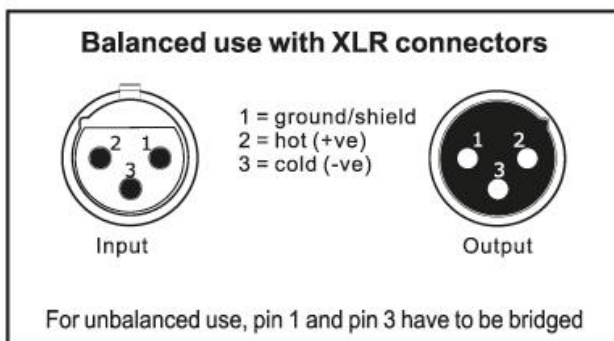 Balanced use with XLR connectors
1 = ground/shield
2 = hot (+ve)
3 = cold (-ve)
2 1
3
Input
1 2
3
Output
For unbalanced use, pin 1 and pin 3 have to be bridged